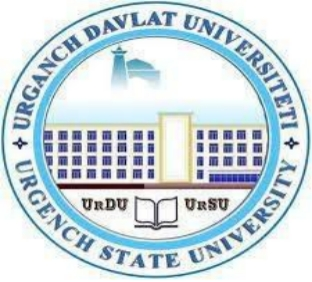 URGANCH DAVLAT UNIVERSITETI
UrDU UrSU
URGENCH STATE UNIVERSITY